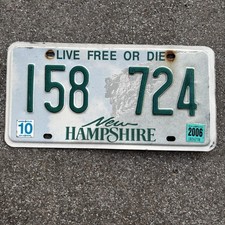 LIVE FREE OR DIE
158 724
10
2006
New
HAMPSHIRE